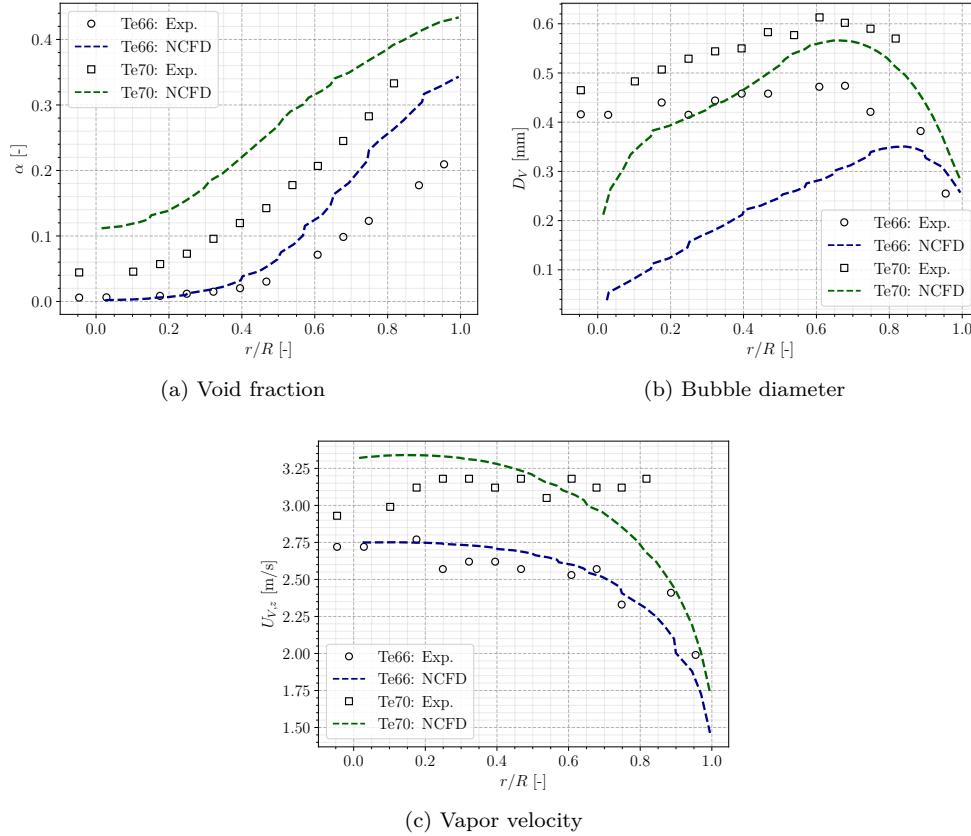 0.4
0.3
0.2
0.1
0.0
α [-]
Te66: Exp.
Te66: NCFD
Te70: Exp.
Te70: NCFD
0.0 0.2 0.4 0.6 0.8 1.0
r/R [-]
(a) Void fraction
0.6
0.5
0.4
0.3
0.2
0.1
D_V [mm]
Te66: Exp.
Te66: NCFD
Te70: Exp.
Te70: NCFD
0.0 0.2 0.4 0.6 0.8 1.0
r/R [-]
(b) Bubble diameter
3.25
3.00
2.75
2.50
2.25
2.00
1.75
1.50
U_{V,z} [m/s]
Te66: Exp.
Te66: NCFD
Te70: Exp.
Te70: NCFD
0.0 0.2 0.4 0.6 0.8 1.0
r/R [-]
(c) Vapor velocity